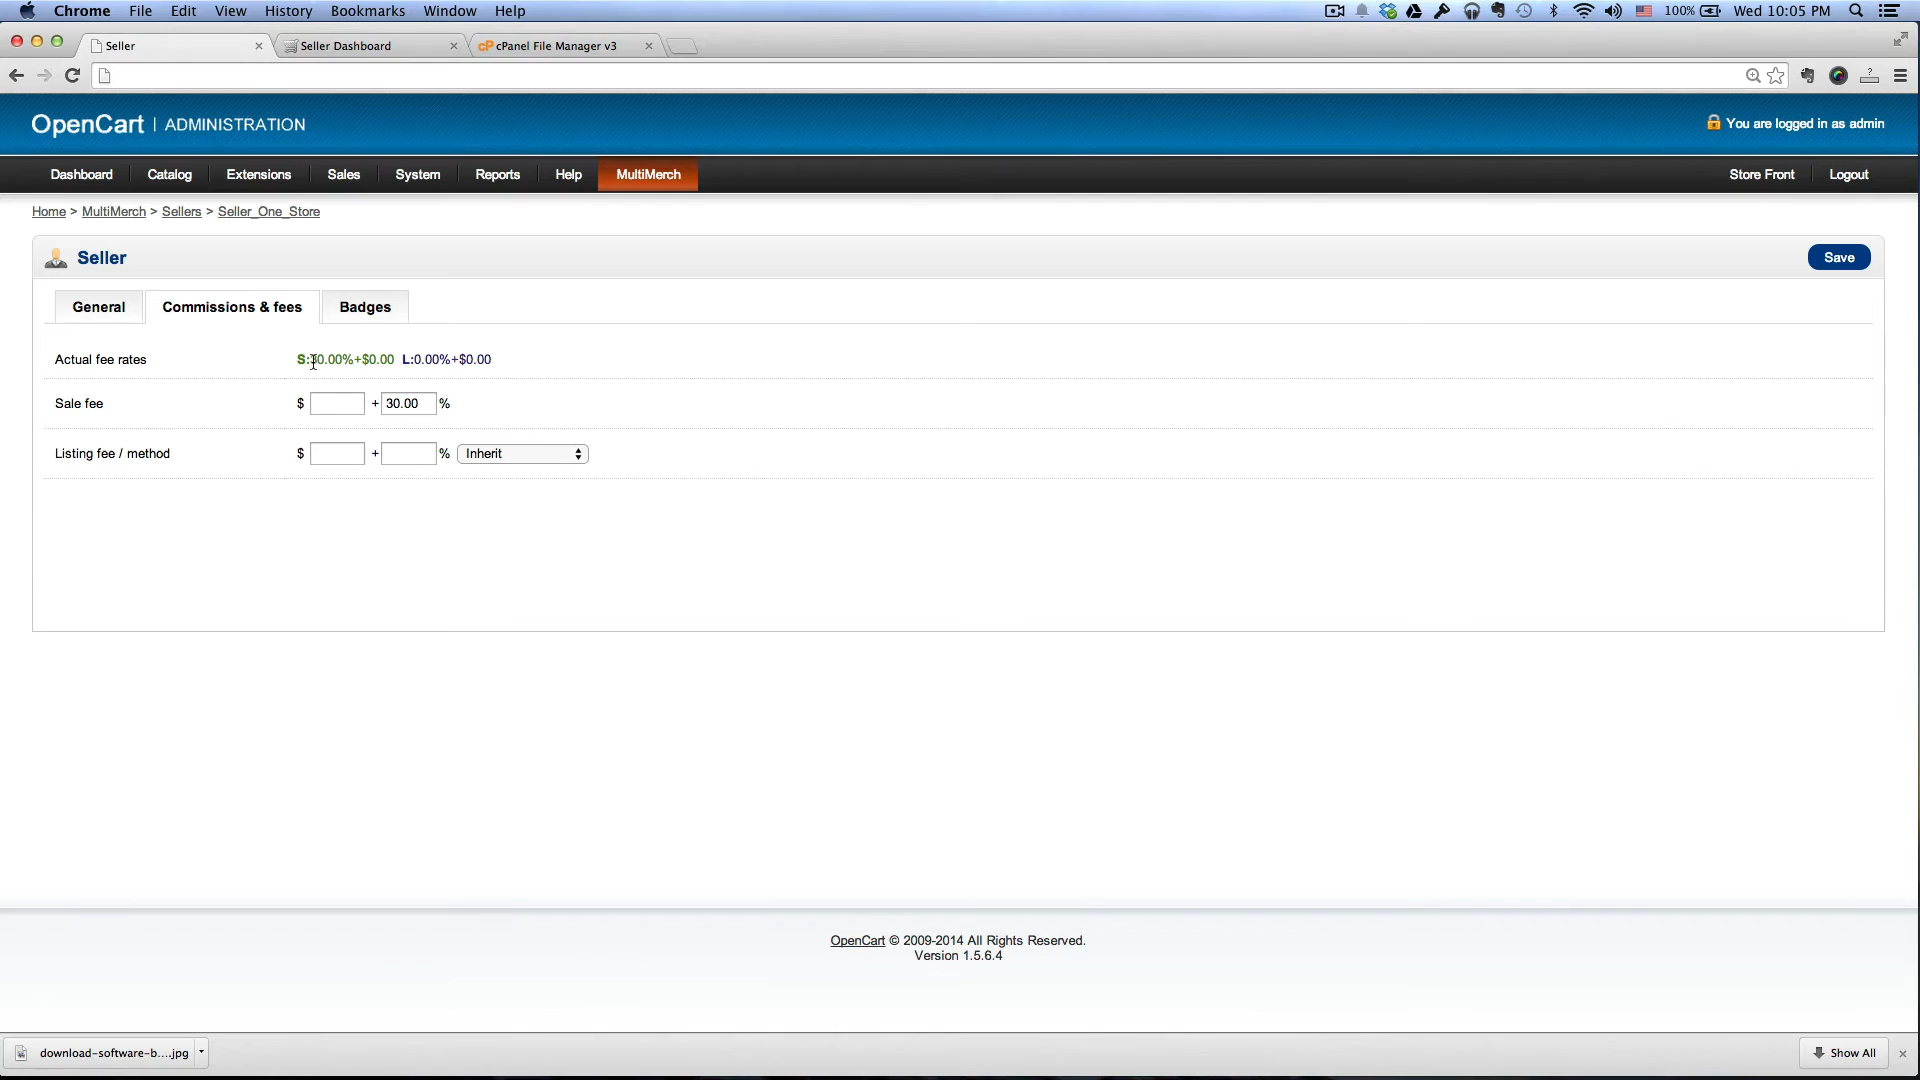 Chrome File Edit View History Bookmarks Window Help 100% Wed 10:05 PM
Seller Seller Dashboard cPanel File Manager v3
OpenCart | ADMINISTRATION You are logged in as admin
Dashboard Catalog Extensions Sales System Reports Help MultiMerch Store Front Logout
Home > MultiMerch > Sellers > Seller_One_Store
Seller Save
General Commissions & fees Badges
Actual fee rates S:30.00%+$0.00 L:0.00%+$0.00
Sale fee $ + 30.00 %
Listing fee / method $ + % Inherit
OpenCart © 2009-2014 All Rights Reserved.
Version 1.5.6.4
download-software-b....jpg Show All